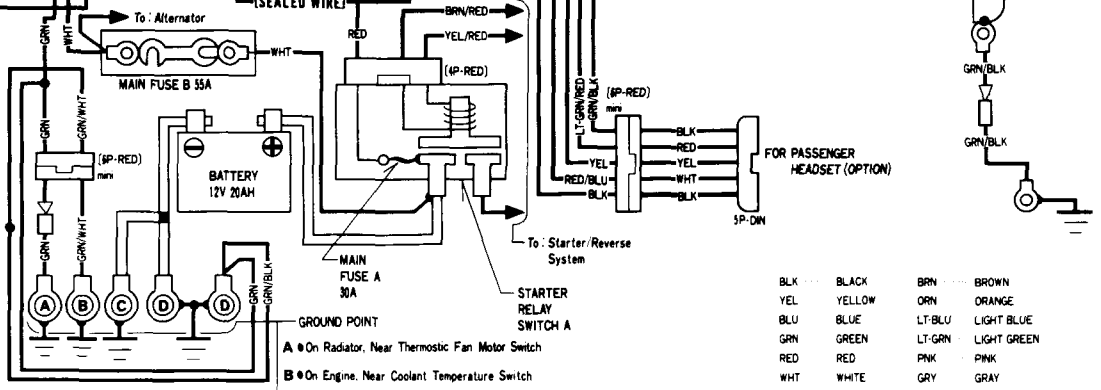 [SEALED WIRE]
To: Alternator
GRN
WHT
WHT
RED
BRN/RED
YEL/RED
(4P-RED)
MAIN FUSE B 55A
GRN
GRN/WHT
(6P-RED)
mini
GRN
GRN/WHT
BATTERY
12V 20AH
MAIN
FUSE A
30A
STARTER
RELAY
SWITCH A
To: Starter/Reverse
System
LT-GRN/RED
GRN/BLK
(6P-RED)
mini
BLK
RED
YEL YEL
RED/BLU WHT
BLK BLK
5P-DIN
FOR PASSENGER
HEADSET (OPTION)
GRN/BLK
GRN/BLK
A B C D D
GRN
GRN/BLK
GROUND POINT
A On Radiator, Near Thermostic Fan Motor Switch
B On Engine, Near Coolant Temperature Switch
BLK BLACK BRN BROWN
YEL YELLOW ORN ORANGE
BLU BLUE LT-BLU LIGHT BLUE
GRN GREEN LT-GRN LIGHT GREEN
RED RED PNK PINK
WHT WHITE GRY GRAY